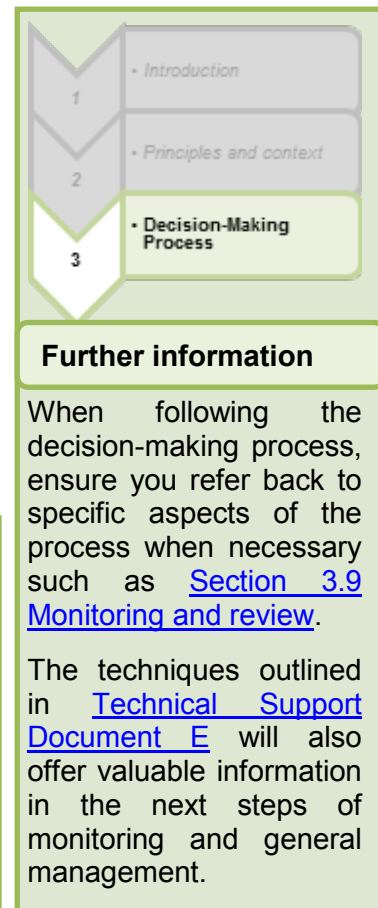 1
• Introduction
2
• Principles and context
3
• Decision-Making
Process
Further information
When following the
decision-making process,
ensure you refer back to
specific aspects of the
process when necessary
such as Section 3.9
Monitoring and review.
The techniques outlined
in Technical Support
Document E will also
offer valuable information
in the next steps of
monitoring and general
management.